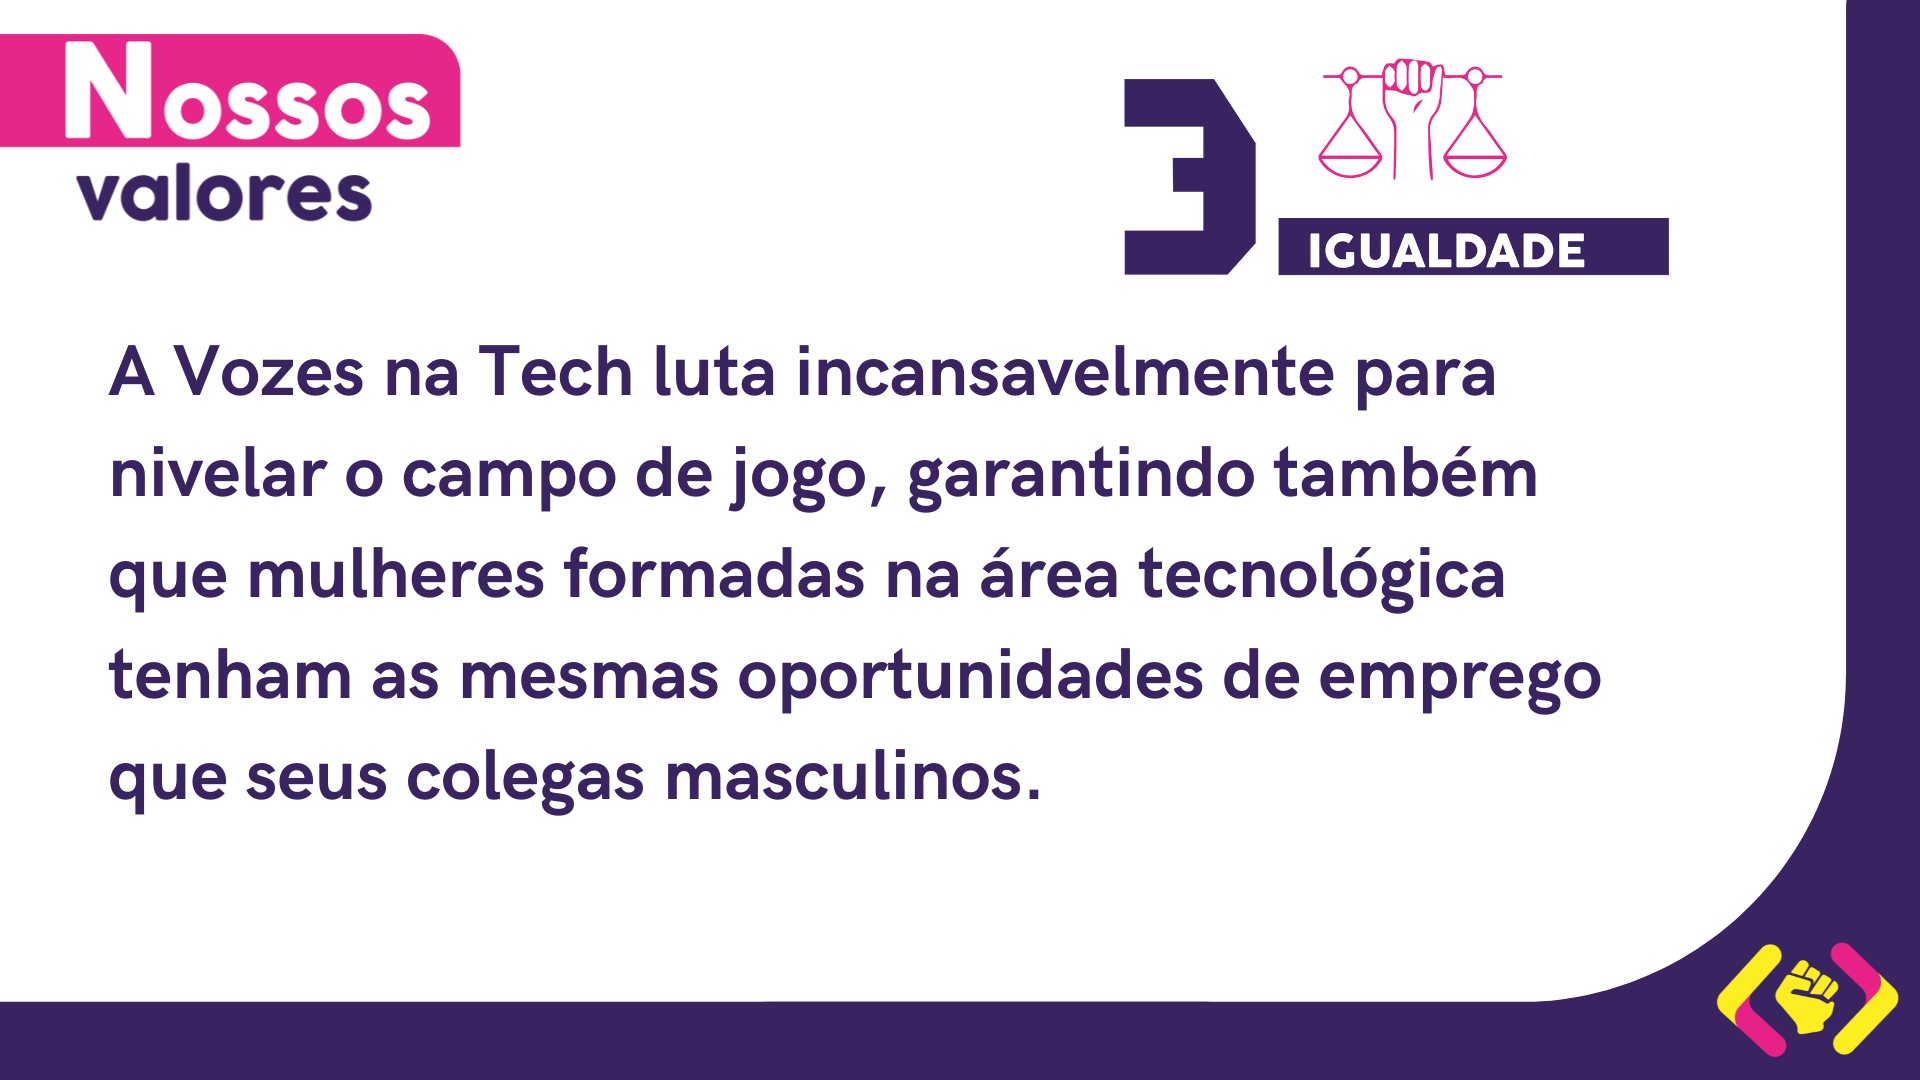 Nossos
valores
3
IGUALDADE
A Vozes na Tech luta incansavelmente para
nivelar o campo de jogo, garantindo também
que mulheres formadas na área tecnológica
tenham as mesmas oportunidades de emprego
que seus colegas masculinos.